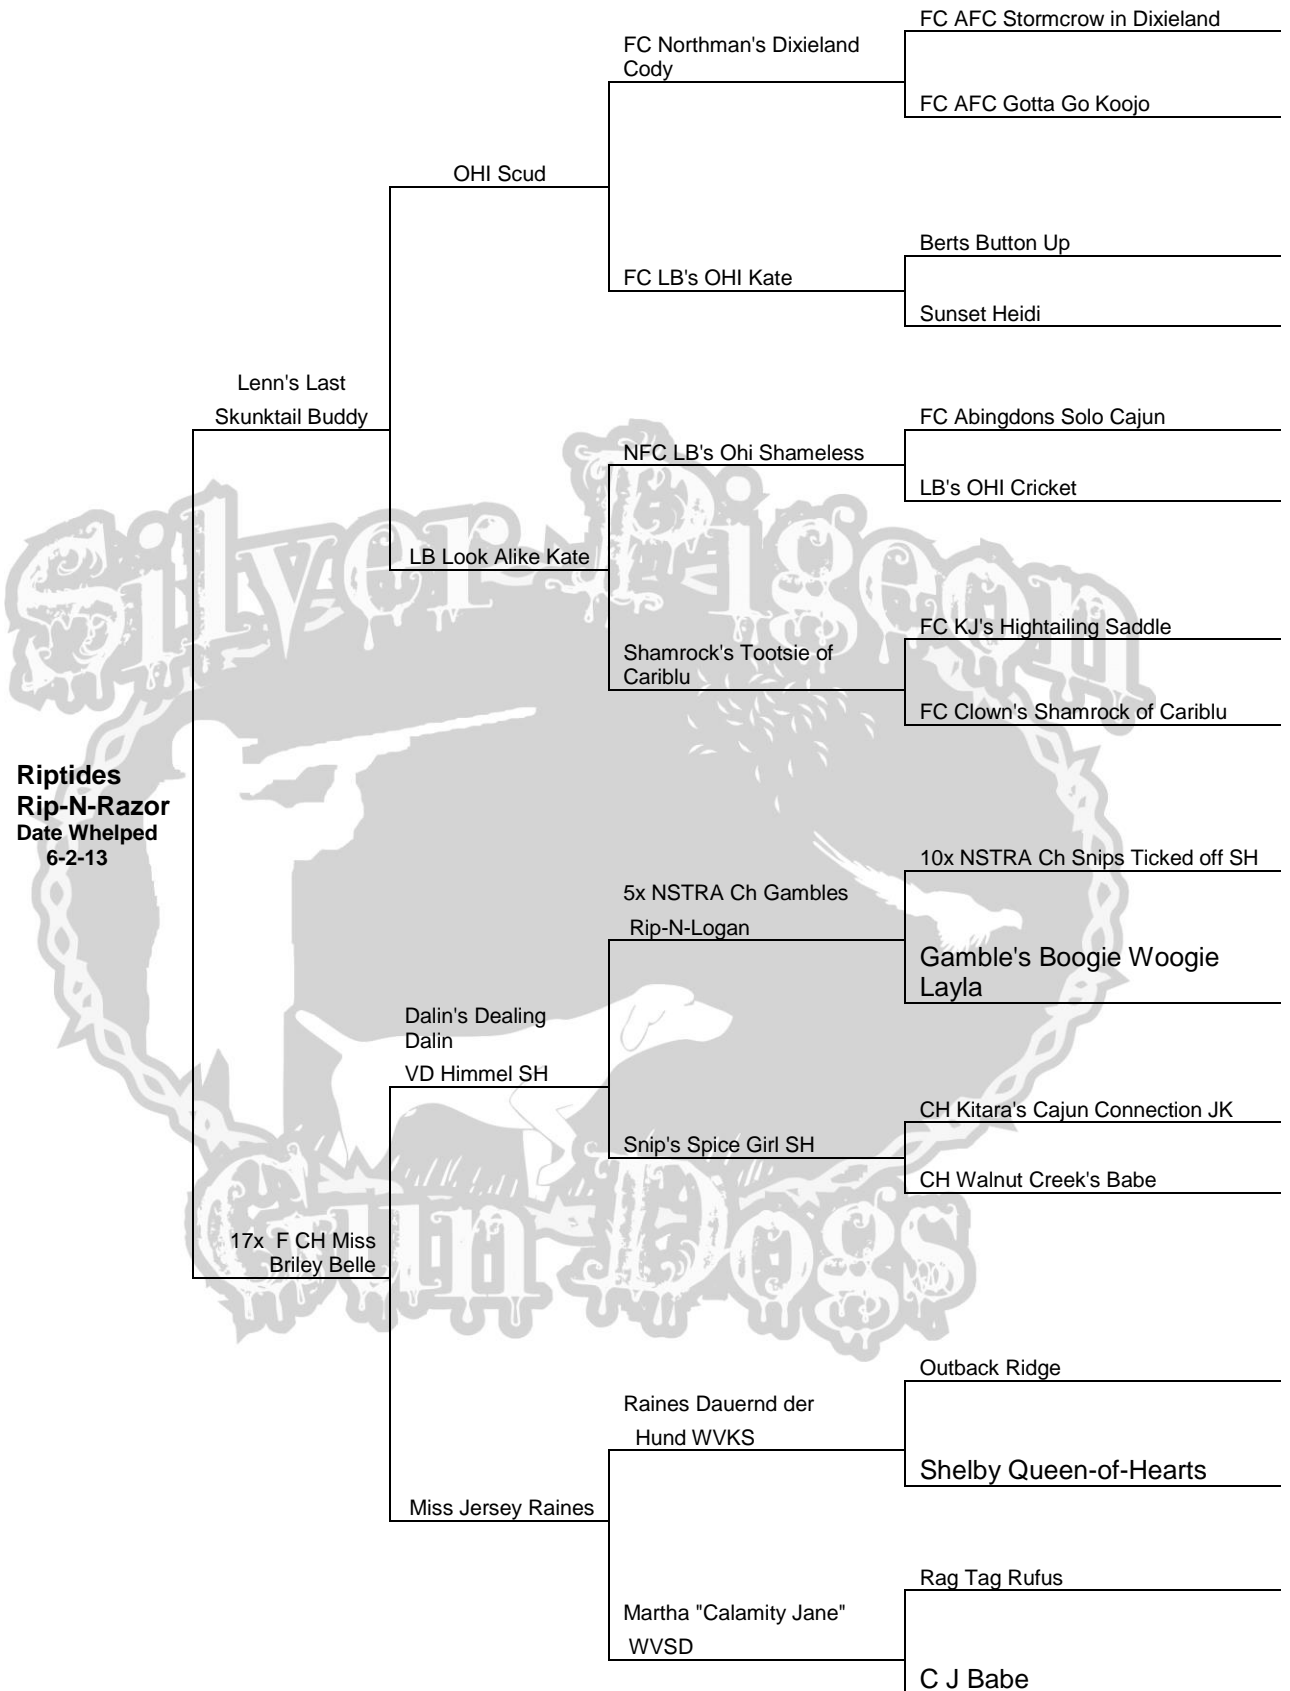 FC AFC Stormcrow in Dixieland
FC Northman's Dixieland
Cody
FC AFC Gotta Go Koojo
OHI Scud
Berts Button Up
FC LB's OHI Kate
Sunset Heidi
Lenn's Last
Skunktail Buddy
FC Abingdons Solo Cajun
NFC LB's Ohi Shameless
LB's OHI Cricket
LB Look Alike Kate
FC KJ's Hightailing Saddle
Shamrock's Tootsie of
Cariblu
FC Clown's Shamrock of Cariblu
Silver Pigeon
Riptides
Rip-N-Razor
Date Whelped
6-2-13
10x NSTRA Ch Snips Ticked off SH
5x NSTRA Ch Gambles
Rip-N-Logan
Gamble's Boogie Woogie
Layla
Dalin's Dealing
Dalin
VD Himmel SH
CH Kitara's Cajun Connection JK
Snip's Spice Girl SH
CH Walnut Creek's Babe
17x F CH Miss
Briley Belle
Gun Dogs
Outback Ridge
Raines Dauernd der
Hund WVKS
Shelby Queen-of-Hearts
Miss Jersey Raines
Rag Tag Rufus
Martha "Calamity Jane"
WVSD
C J Babe